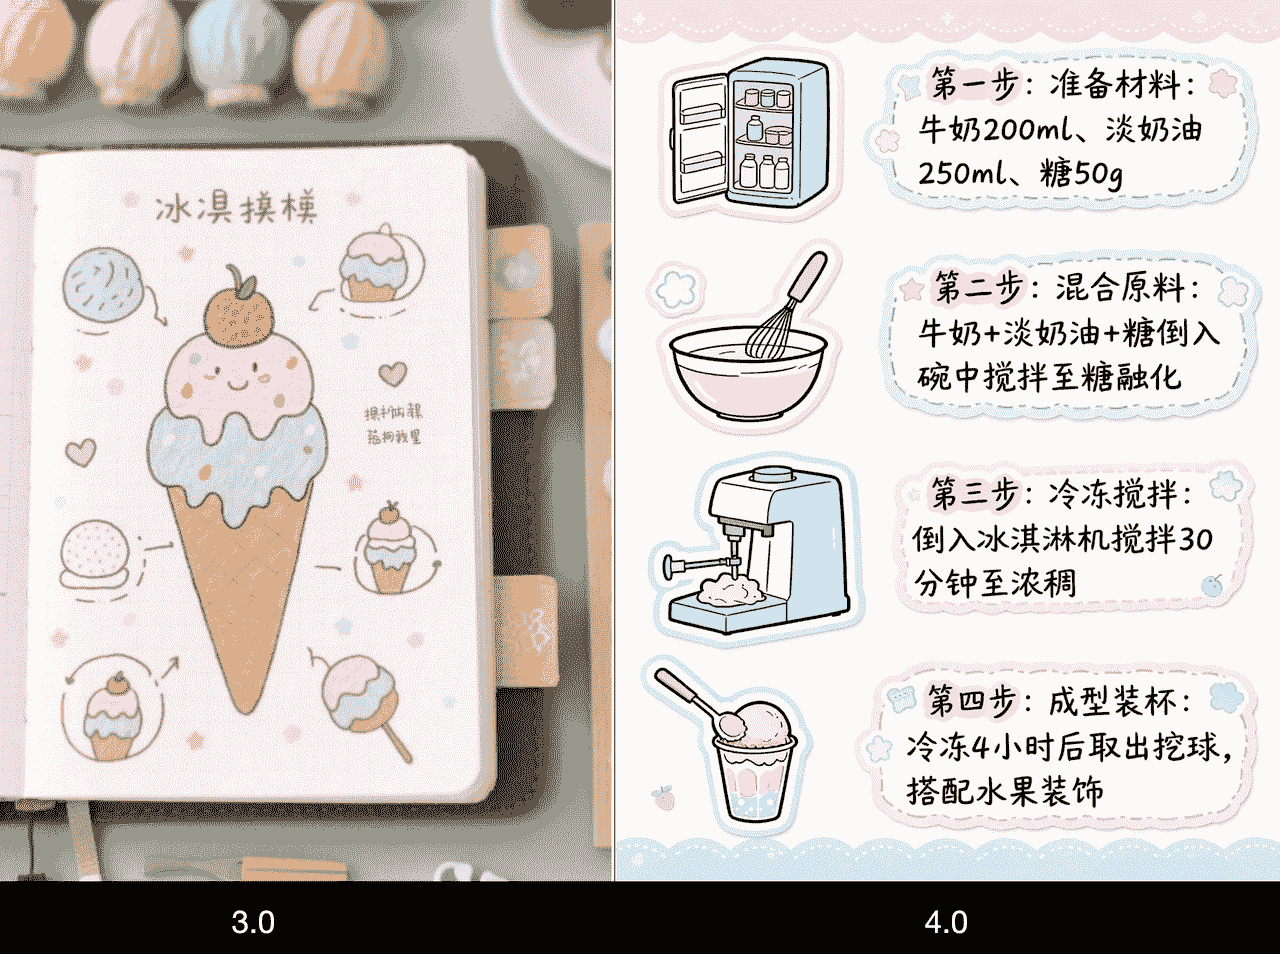 第一步：准备材料：
牛奶200ml、淡奶油
250ml、糖50g
第二步：混合原料：
牛奶+淡奶油+糖倒入
碗中搅拌至糖融化
第三步：冷冻搅拌：
倒入冰淇淋机搅拌30
分钟至浓稠
第四步：成型装杯：
冷冻4小时后取出挖球，
搭配水果装饰
3.0
4.0